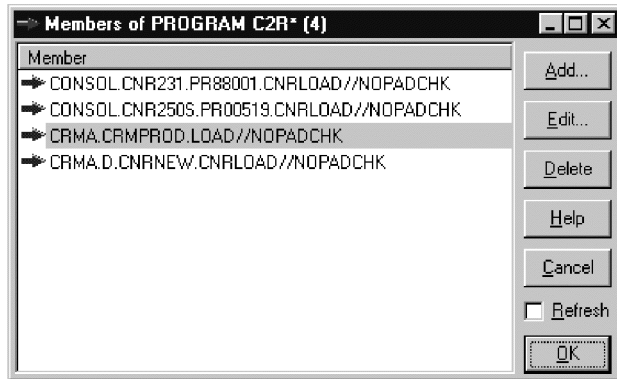 Members of PROGRAM C2R* (4)
Member
CONSOL.CNR231.PR88001.CNRLOAD//NOPADCHK
CONSOL.CNR250S.PR00519.CNRLOAD//NOPADCHK
CRMA.CRMPROD.LOAD//NOPADCHK
CRMA.D.CNRNEW.CNRLOAD//NOPADCHK
Add...
Edit...
Delete
Help
Cancel
Refresh
OK